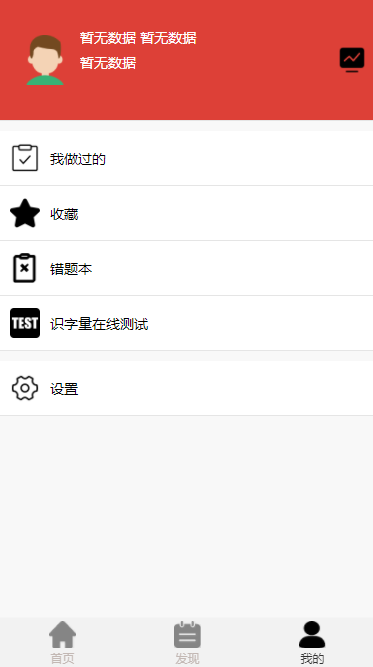 暂无数据 暂无数据
暂无数据
我做过的
收藏
错题本
TEST 识字量在线测试
设置
首页 发现 我的